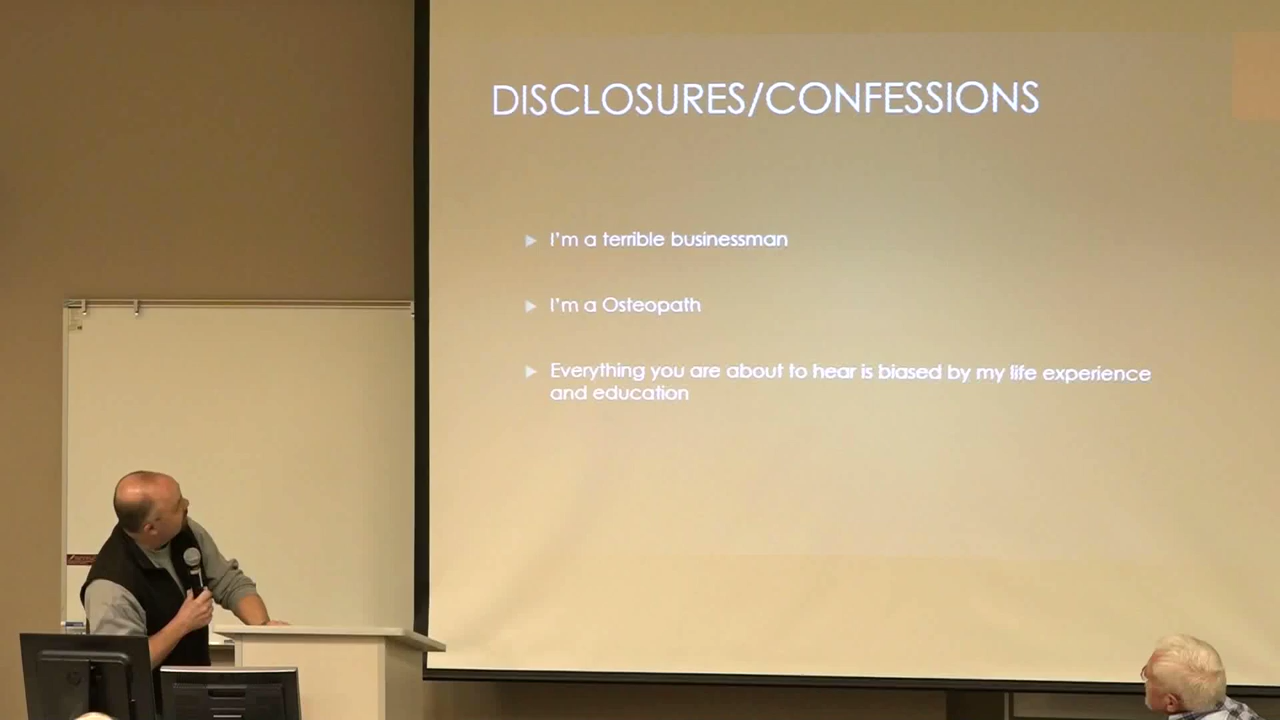 DISCLOSURES/CONFESSIONS
I'm a terrible businessman
I'm a Osteopath
Everything you are about to hear is biased by my life experience
and education